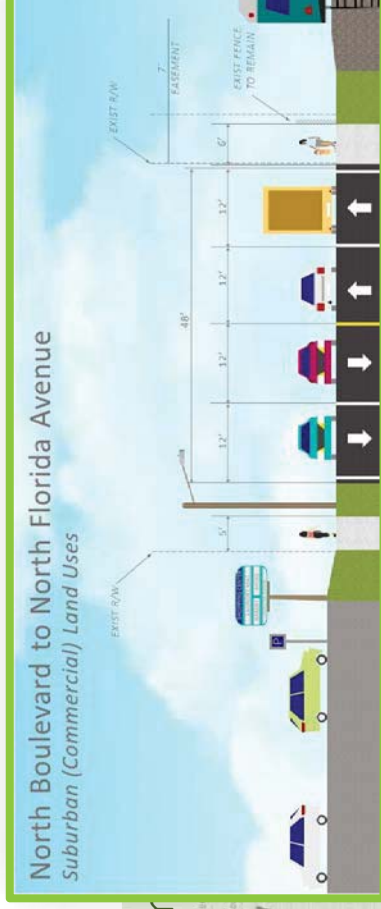 North Boulevard to North Florida Avenue
Suburban (Commercial) Land Uses
EXIST R/W
5'
48'
12'
12'
12'
12'
6'
EXIST R/W
7'
EASEMENT
EXIST FENCE
TO REMAIN
P